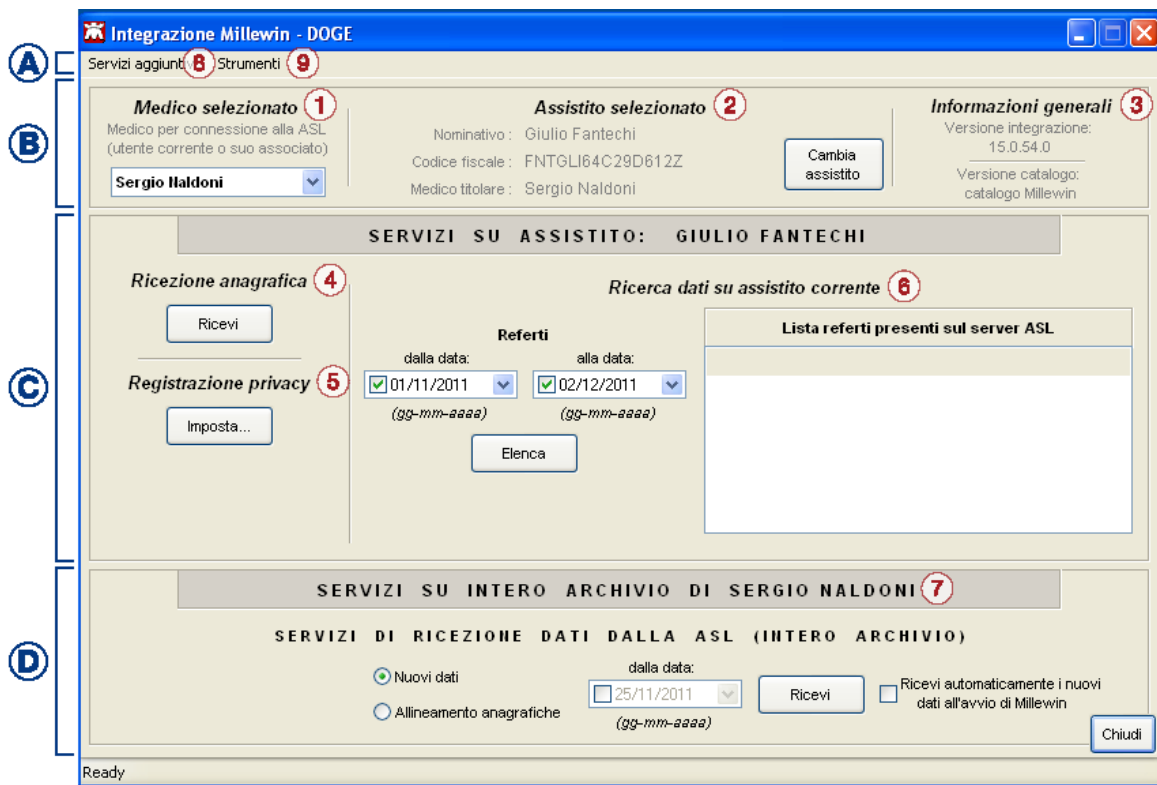 Integrazione Millewin - DOGE
A
Servizi aggiunti 8 Strumenti 9
B
Medico selezionato 1
Medico per connessione alla ASL
(utente corrente o suo associato)
Sergio Naldoni
Assistito selezionato 2
Nominativo : Giulio Fantechi
Codice fiscale : FNTGLI64C29D612Z
Medico titolare : Sergio Naldoni
Cambia
assistito
Informazioni generali 3
Versione integrazione:
15.0.54.0
Versione catalogo:
catalogo Millewin
C
SERVIZI SU ASSISTITO: GIULIO FANTECHI
Ricezione anagrafica 4
Ricevi
Registrazione privacy 5
Imposta...
Ricerca dati su assistito corrente 6
Referti
dalla data: alla data:
01/11/2011 02/12/2011
(gg-mm-aaaa) (gg-mm-aaaa)
Elenca
Lista referti presenti sul server ASL
D
SERVIZI SU INTERO ARCHIVIO DI SERGIO NALDONI 7
SERVIZI DI RICEZIONE DATI DALLA ASL (INTERO ARCHIVIO)
Nuovi dati
Allineamento anagrafiche
dalla data:
25/11/2011
(gg-mm-aaaa)
Ricevi
Ricevi automaticamente i nuovi
dati all'avvio di Millewin
Chiudi
Ready